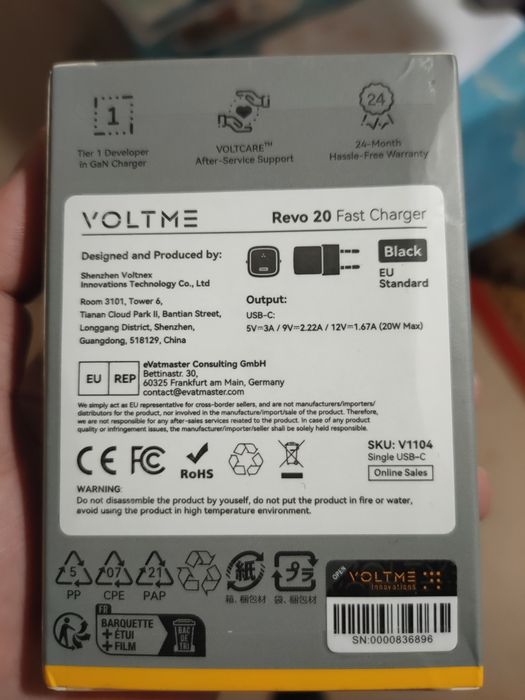 1
24
Tier 1 Developer
in GaN Charger
VOLTCARE™
After-Service Support
24-Month
Hassle-Free Warranty
VOLTME
Revo 20 Fast Charger
Designed and Produced by:
Shenzhen Voltnex
Innovations Technology Co., Ltd
Room 3101, Tower 6,
Tianan Cloud Park II, Bantian Street,
Longgang District, Shenzhen,
Guangdong, 518129, China
Black
EU
Standard
Output:
USB-C:
5V⎓3A / 9V⎓2.22A / 12V⎓1.67A (20W Max)
EU REP
eVatmaster Consulting GmbH
Bettinastr. 30,
60325 Frankfurt am Main, Germany
contact@evatmaster.com
We simply act as EU representative for cross-border sellers, and are not manufacturers/importers/
distributors for the product, nor involved in the manufacture/import/sale of the product. Therefore,
we are not responsible for any after-sales services related to the product. In case of any product
quality or infringement issues, the manufacturer/importer/seller shall be solely held responsible.
CE FC RoHS
SKU: V1104
Single USB-C
Online Sales
WARNING:
Do not disassemble the product by youself, do not put the product in fire or water,
avoid using the product in high temperature environment.
5
PP
07
CPE
21
PAP
紙
箱、梱包材
プラ
袋、梱包材
FR
BARQUETTE
+ ÉTUI
+ FILM
BAC
DE
TRI
OPEN
VOLTME
Innovations
SN:0000836896